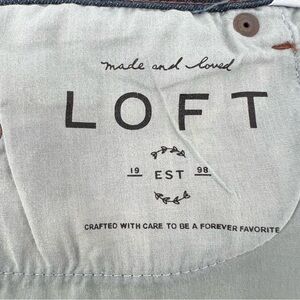 made and loved
LOFT
19 EST 98
CRAFTED WITH CARE TO BE A FOREVER FAVORITE